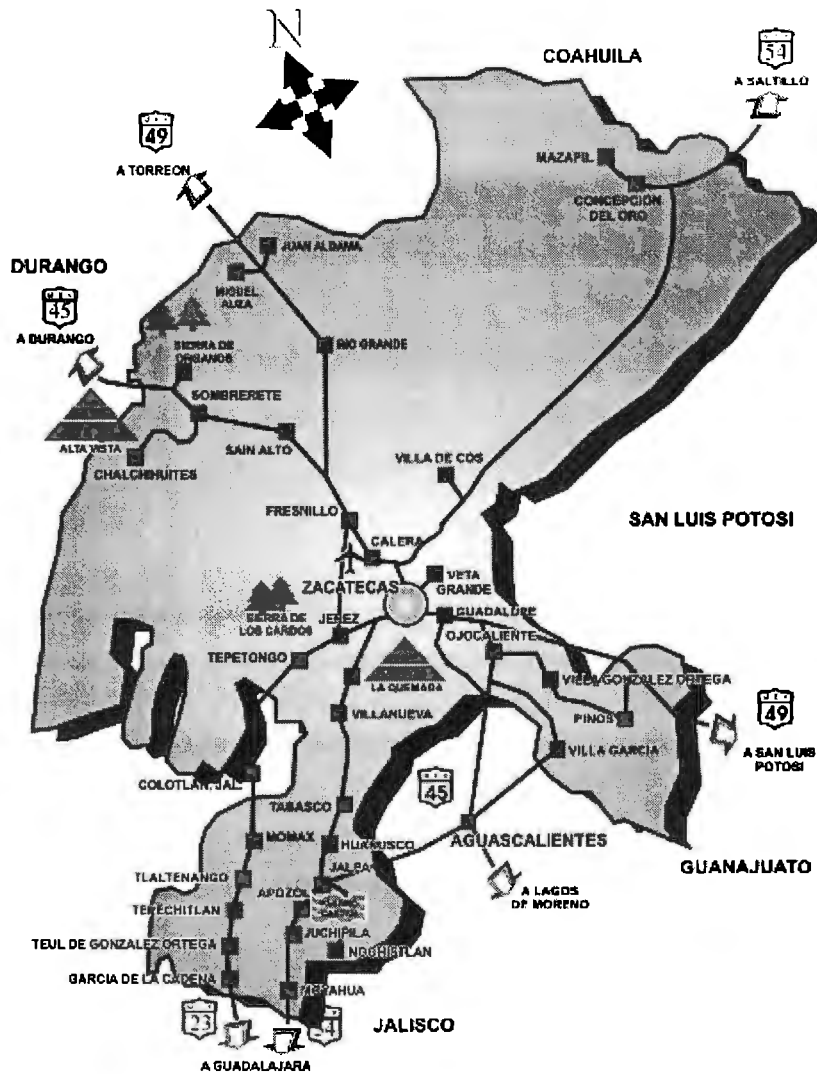 N
COAHUILA
54
A SALTILLO
49
A TORREON
MAZAPIL
CONCEPCION
DEL ORO
JUAN ALDAMA
DURANGO
MIGUEL
AUZA
45
A DURANGO
SIERRA DE
ORGANOS
RIO GRANDE
SOMBRERETE
ALTA VISTA
SAIN ALTO
CHALCHIHUITES
VILLA DE COS
FRESNILLO
SAN LUIS POTOSI
CALERA
ZACATECAS
VETA
GRANDE
SIERRA DE
LOS CARDOS
JEREZ
GUADALUPE
OJOCALIENTE
TEPETONGO
LA QUEMADA
VILLA GONZALEZ ORTEGA
VILLANUEVA
PINOS
49
A SAN LUIS
POTOSI
VILLA GARCIA
COLOTLAN, JAL.
45
TABASCO
MOMAX
HUANUSCO
AGUASCALIENTES
JALPA
GUANAJUATO
TLALTENANGO
APOZOL
A LAGOS
DE MORENO
TEPECHITLAN
JUCHIPILA
TEUL DE GONZALEZ ORTEGA
NOCHISTLAN
GARCIA DE LA CADENA
23
54
JALISCO
A GUADALAJARA